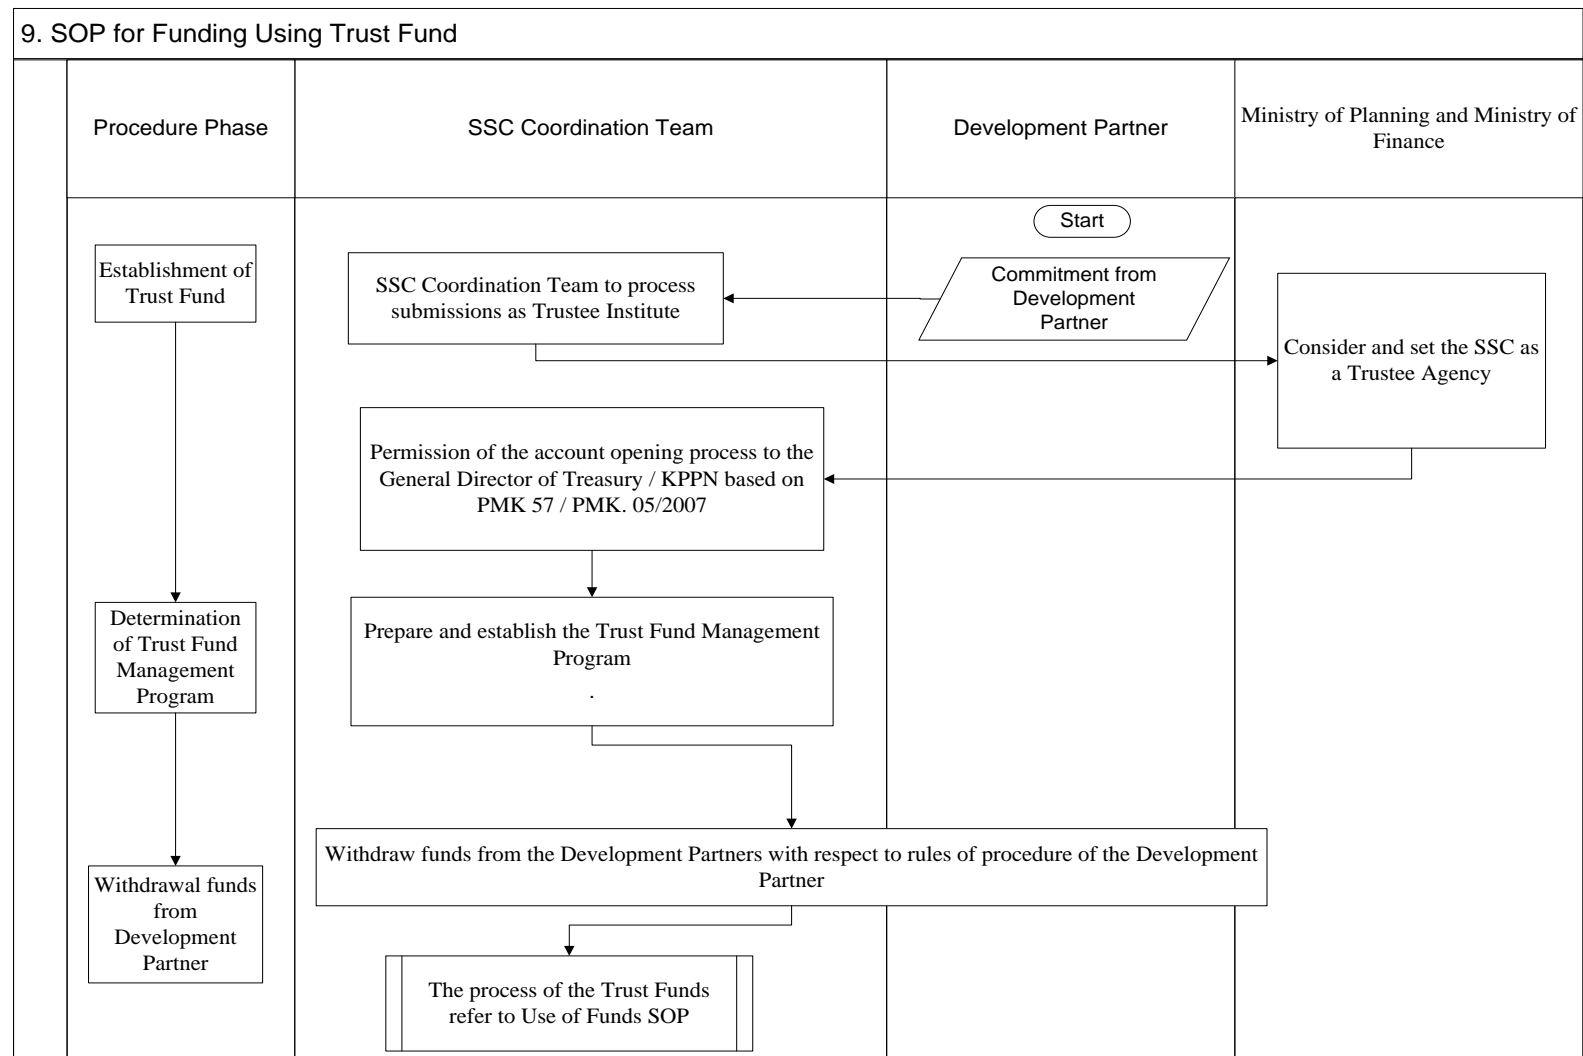 9. SOP for Funding Using Trust Fund
Procedure Phase
SSC Coordination Team
Development Partner
Ministry of Planning and Ministry of
Finance
Start
Establishment of
Trust Fund
SSC Coordination Team to process
submissions as Trustee Institute
Commitment from
Development
Partner
Consider and set the SSC as
a Trustee Agency
Permission of the account opening process to the
General Director of Treasury / KPPN based on
PMK 57 / PMK. 05/2007
Determination
of Trust Fund
Management
Program
Prepare and establish the Trust Fund Management
Program
.
Withdraw funds from the Development Partners with respect to rules of procedure of the Development
Partner
Withdrawal funds
from
Development
Partner
The process of the Trust Funds
refer to Use of Funds SOP